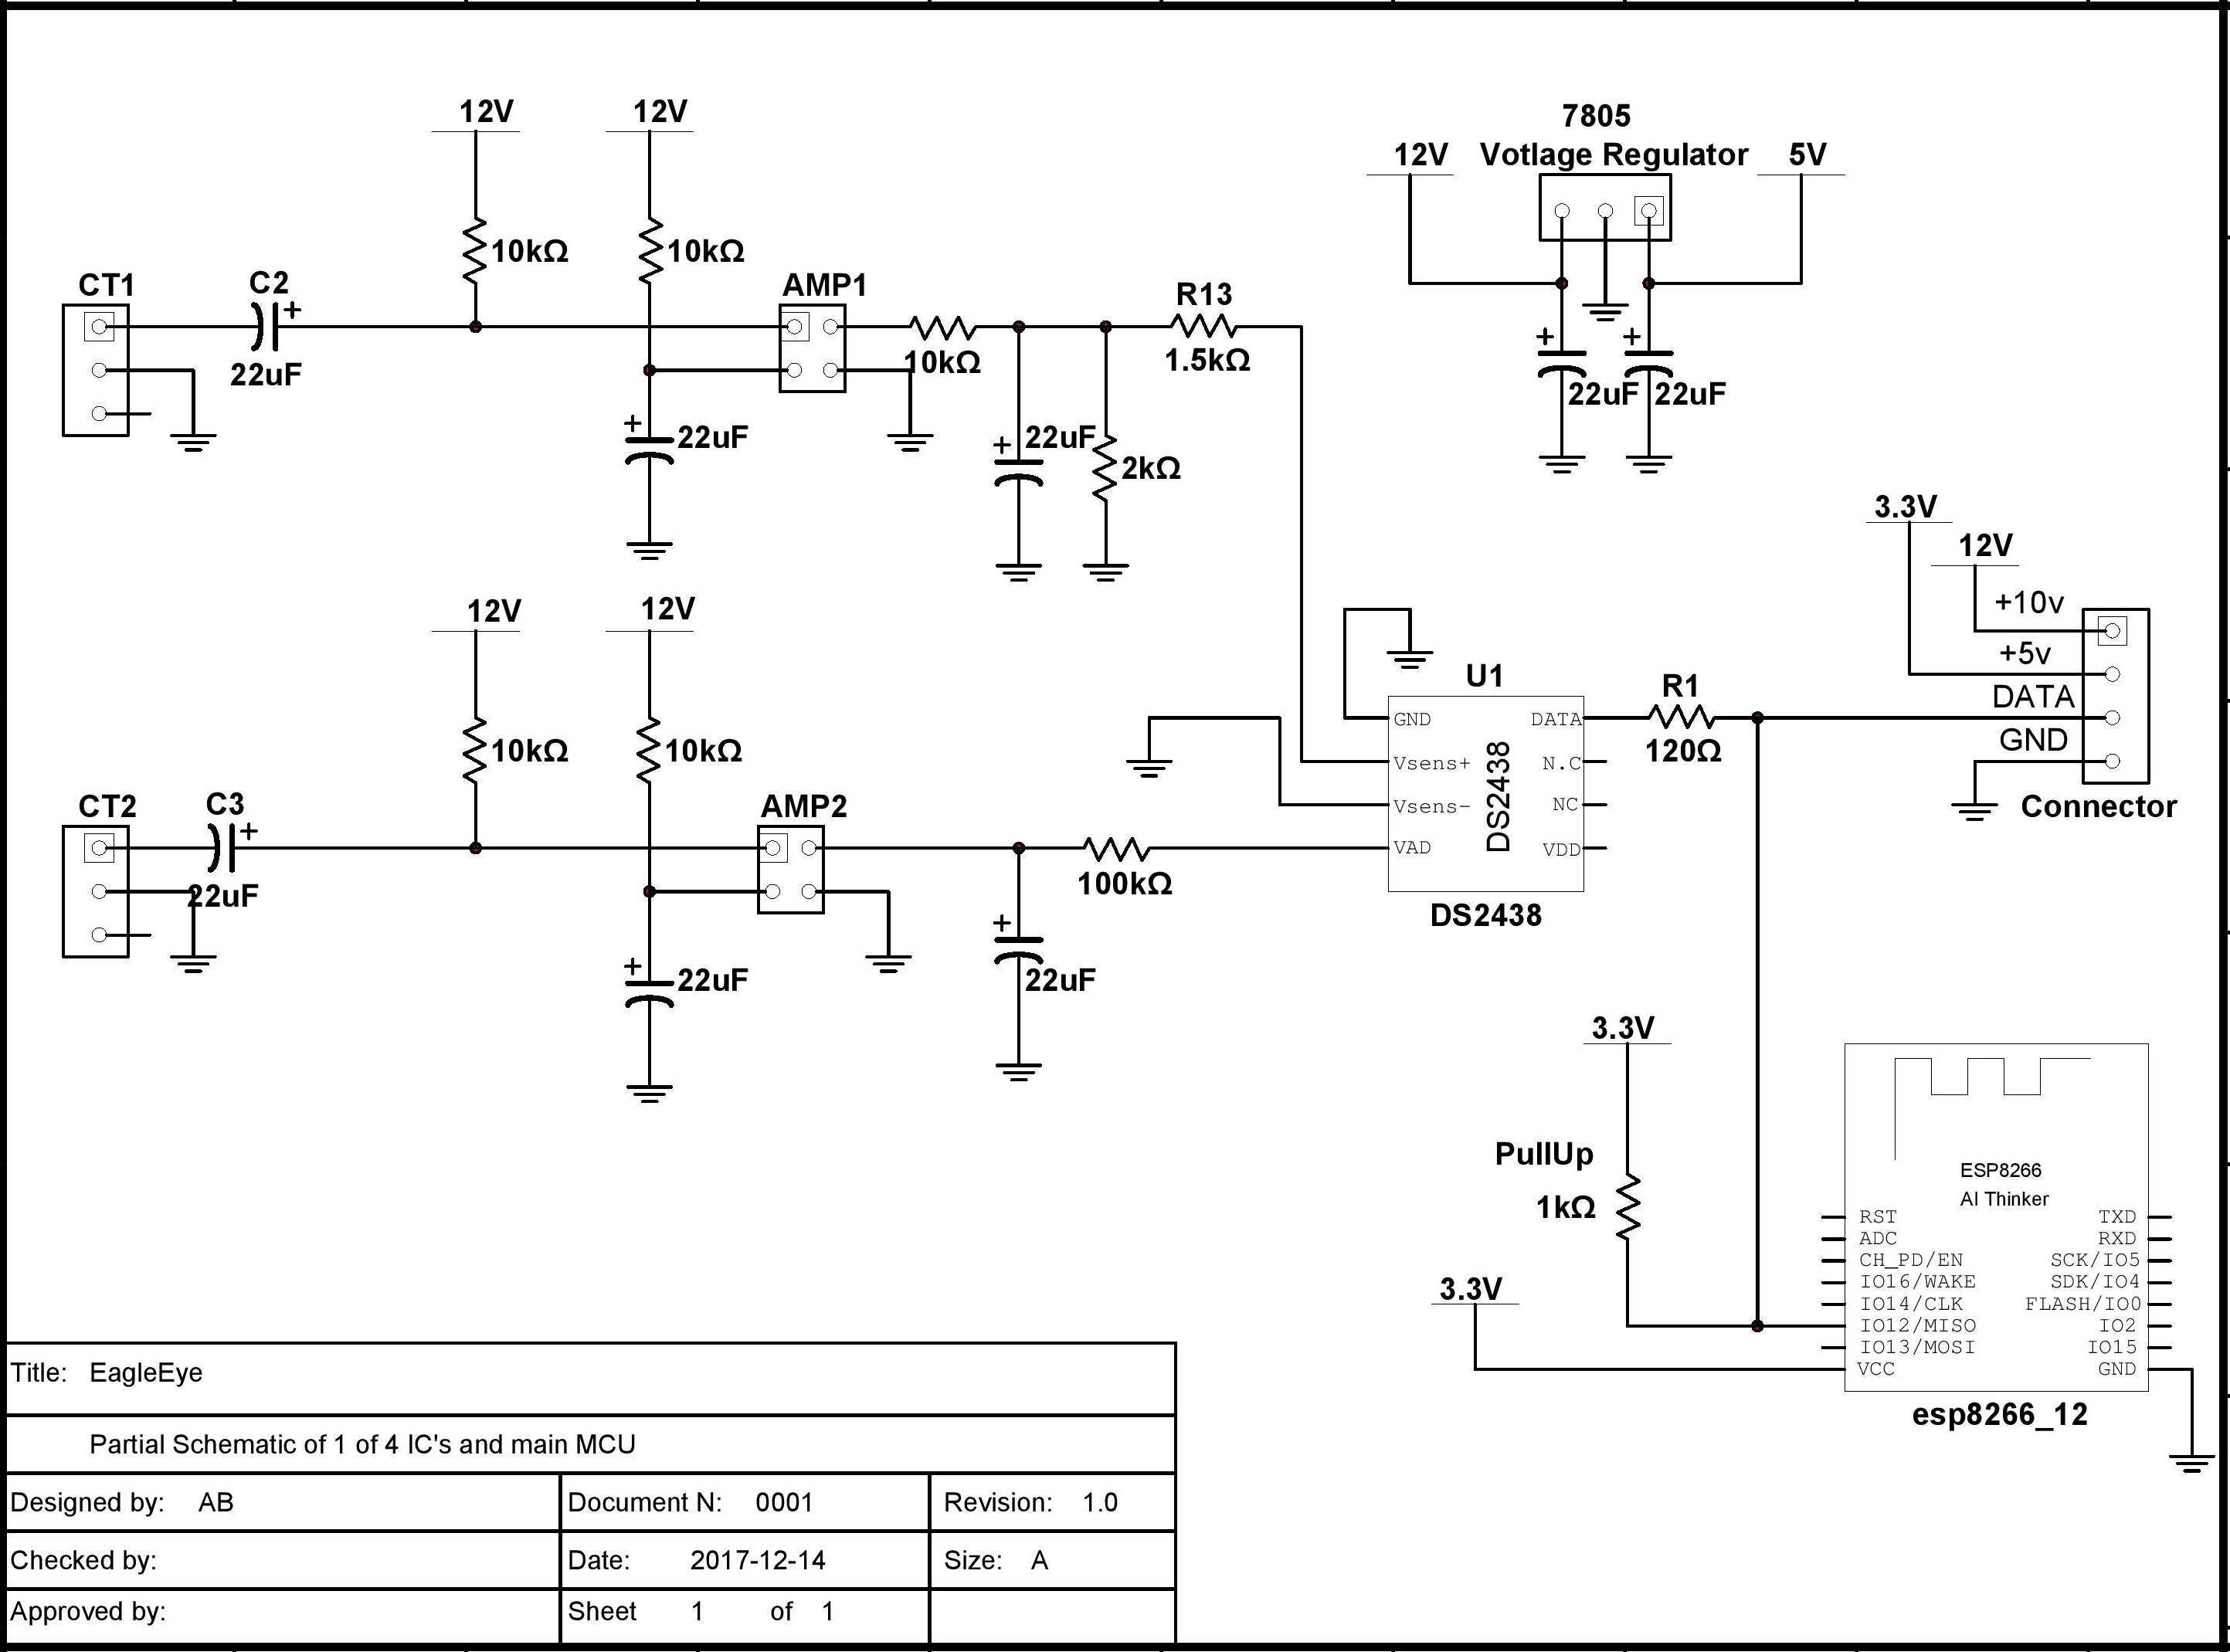 12V
12V
7805
12V
Votlage Regulator
5V
10kΩ
10kΩ
CT1
C2
+
22uF
AMP1
10kΩ
R13
1.5kΩ
+
22uF
+
22uF
2kΩ
+
22uF
+
22uF
3.3V
12V
+10v
+5v
DATA
GND
Connector
12V
12V
10kΩ
10kΩ
CT2
C3
+
22uF
AMP2
+
22uF
+
22uF
100kΩ
U1
GND
Vsens+
Vsens-
VAD
DS2438
DATA
N.C
NC
VDD
DS2438
R1
120Ω
3.3V
PullUp
1kΩ
3.3V
ESP8266
AI Thinker
RST
ADC
CH_PD/EN
IO16/WAKE
IO14/CLK
IO12/MISO
IO13/MOSI
VCC
TXD
RXD
SCK/IO5
SDK/IO4
FLASH/IO0
IO2
IO15
GND
esp8266_12
Title: EagleEye
Partial Schematic of 1 of 4 IC's and main MCU
Designed by: AB
Document N: 0001
Revision: 1.0
Checked by:
Date: 2017-12-14
Size: A
Approved by:
Sheet 1 of 1